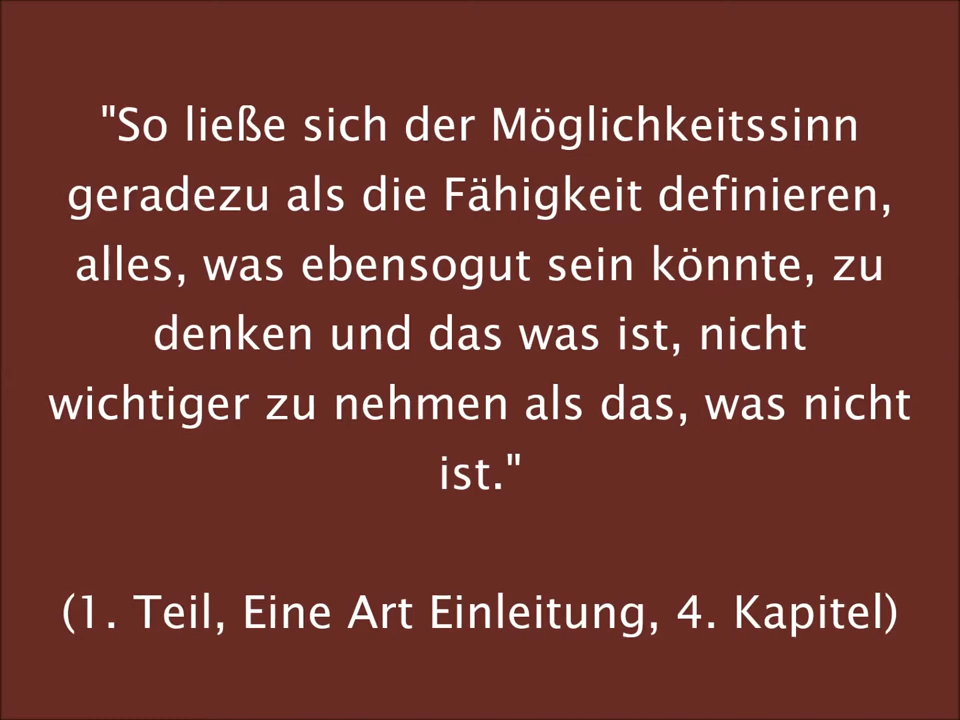 "So ließe sich der Möglichkeitssinn
geradezu als die Fähigkeit definieren,
alles, was ebensogut sein könnte, zu
denken und das was ist, nicht
wichtiger zu nehmen als das, was nicht
ist."
(1. Teil, Eine Art Einleitung, 4. Kapitel)